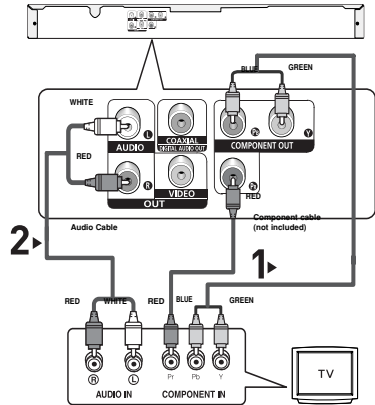 BLUE GREEN
WHITE
RED
AUDIO L
R
OUT
COAXIAL
DIGITAL AUDIO OUT
VIDEO
COMPONENT OUT
Y
RED
Audio Cable
Component cable
(not included)
2
1
RED WHITE RED BLUE GREEN
R L Pr Pb Y
AUDIO IN COMPONENT IN
TV